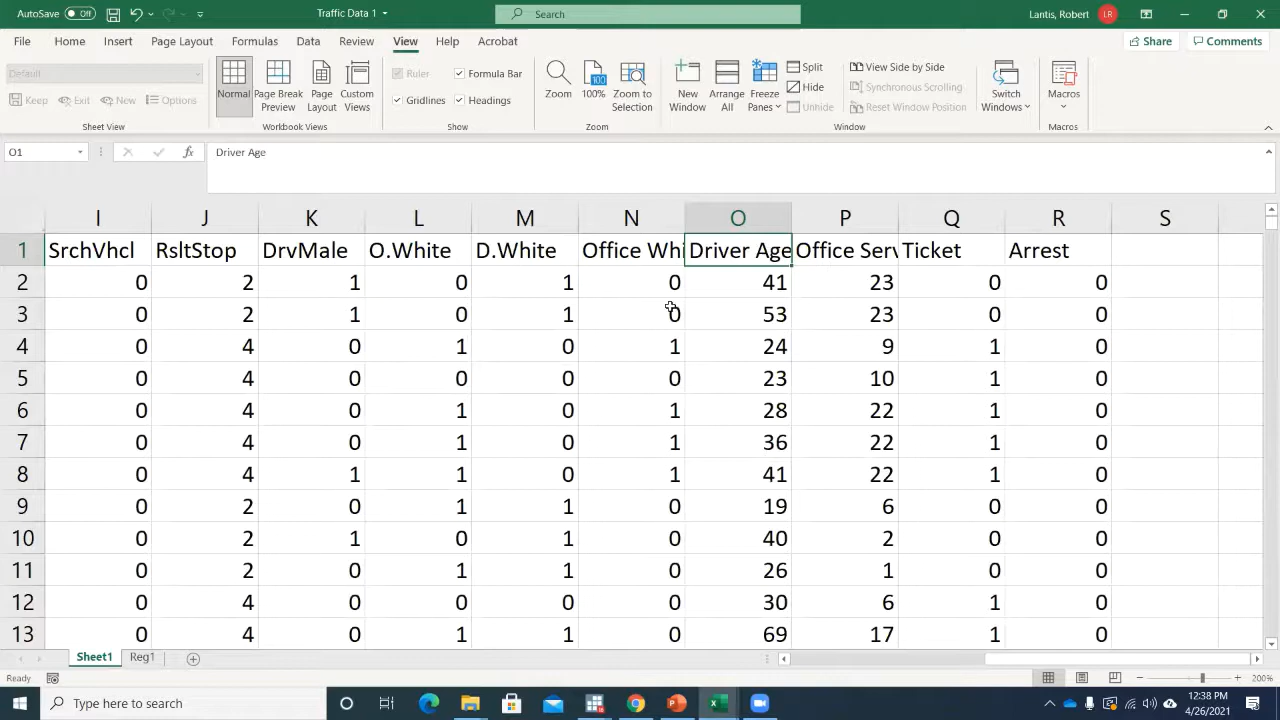 AutoSave Off Traffic Data 1 Search Lantis, Robert LR
File Home Insert Page Layout Formulas Data Review View Help Acrobat Share Comments
Default
Keep Exit New Options
Sheet View
Normal Page Break Preview Page Layout Custom Views
Workbook Views
Ruler Formula Bar
Gridlines Headings
Show
Zoom 100% Zoom to Selection
Zoom
New Window Arrange All Freeze Panes
Split
Hide
Unhide
View Side by Side
Synchronous Scrolling
Reset Window Position
Switch Windows
Window
Macros
Macros
O1 fx Driver Age
I J K L M N O P Q R S
1 SrchVhcl RsltStop DrvMale O.White D.White Office Whi Driver Age Office Serv Ticket Arrest
2 0 2 1 0 1 0 41 23 0 0
3 0 2 1 0 1 0 53 23 0 0
4 0 4 0 1 0 1 24 9 1 0
5 0 4 0 0 0 0 23 10 1 0
6 0 4 0 1 0 1 28 22 1 0
7 0 4 0 1 0 1 36 22 1 0
8 0 4 1 1 0 1 41 22 1 0
9 0 2 0 1 1 0 19 6 0 0
10 0 2 1 0 1 0 40 2 0 0
11 0 2 0 1 1 0 26 1 0 0
12 0 4 0 0 0 0 30 6 1 0
13 0 4 0 1 1 0 69 17 1 0
Sheet1 Reg1
Ready 200%
Type here to search 12:38 PM
4/26/2021